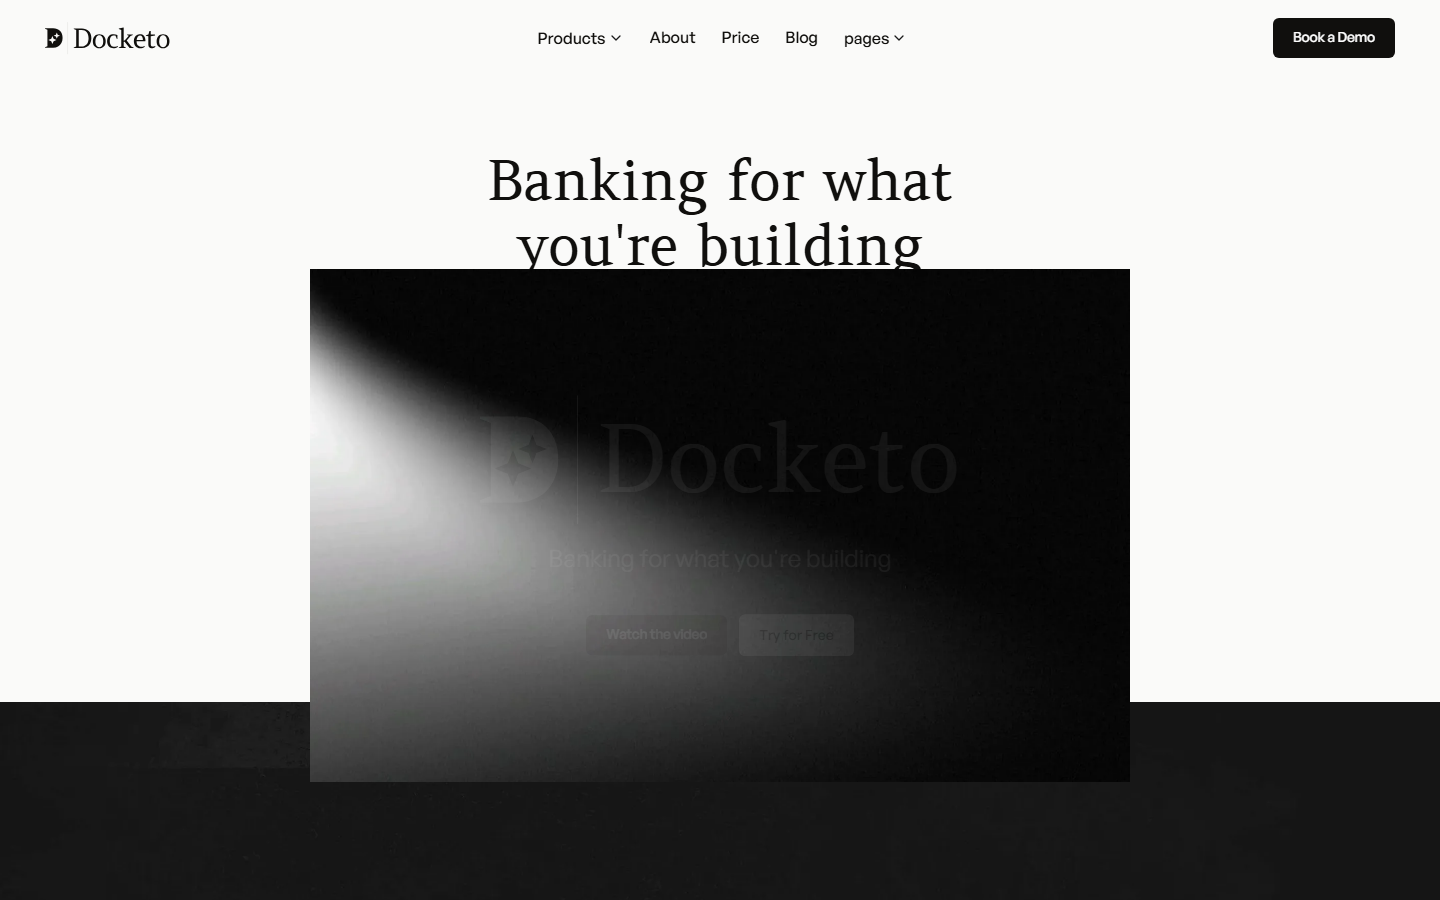 Docketo
Products
About
Price
Blog
pages
Book a Demo
Banking for what
you're building
Docketo
Banking for what you're building
Watch the video
Try for Free